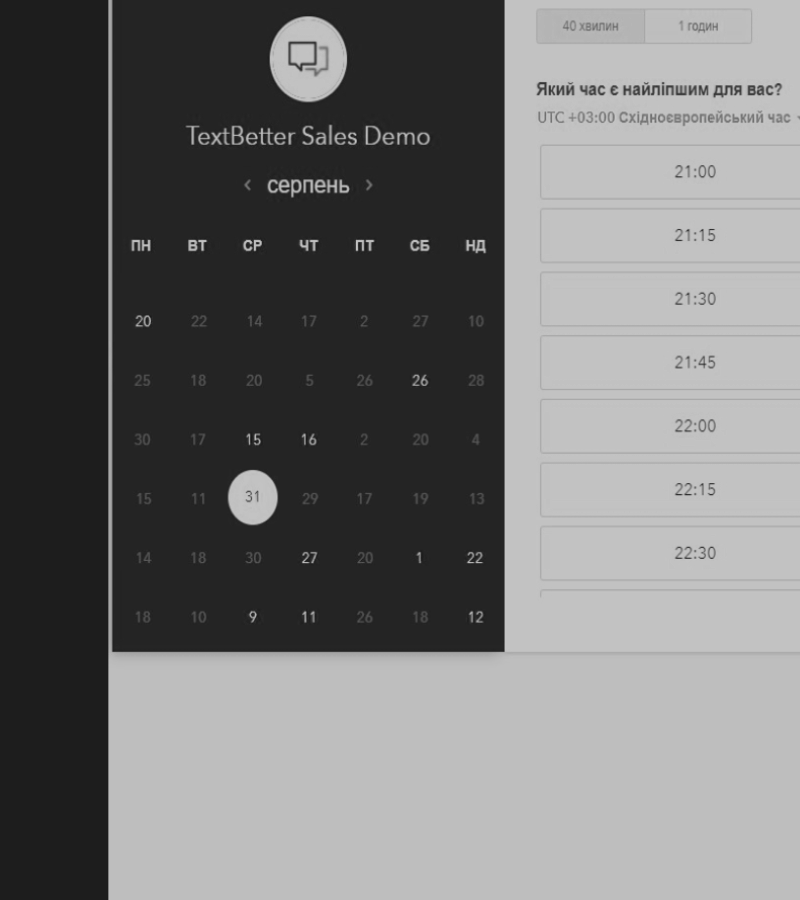 TextBetter Sales Demo
серпень
ПН ВТ СР ЧТ ПТ СБ НД
20 22 14 17 2 27 10
25 18 20 5 26 26 28
30 17 15 16 2 20 4
15 11 31 29 17 19 13
14 18 30 27 20 1 22
18 10 9 11 26 18 12
40 хвилин 1 годин
Який час є найліпшим для вас?
UTC +03:00 Східноєвропейський час
21:00
21:15
21:30
21:45
22:00
22:15
22:30